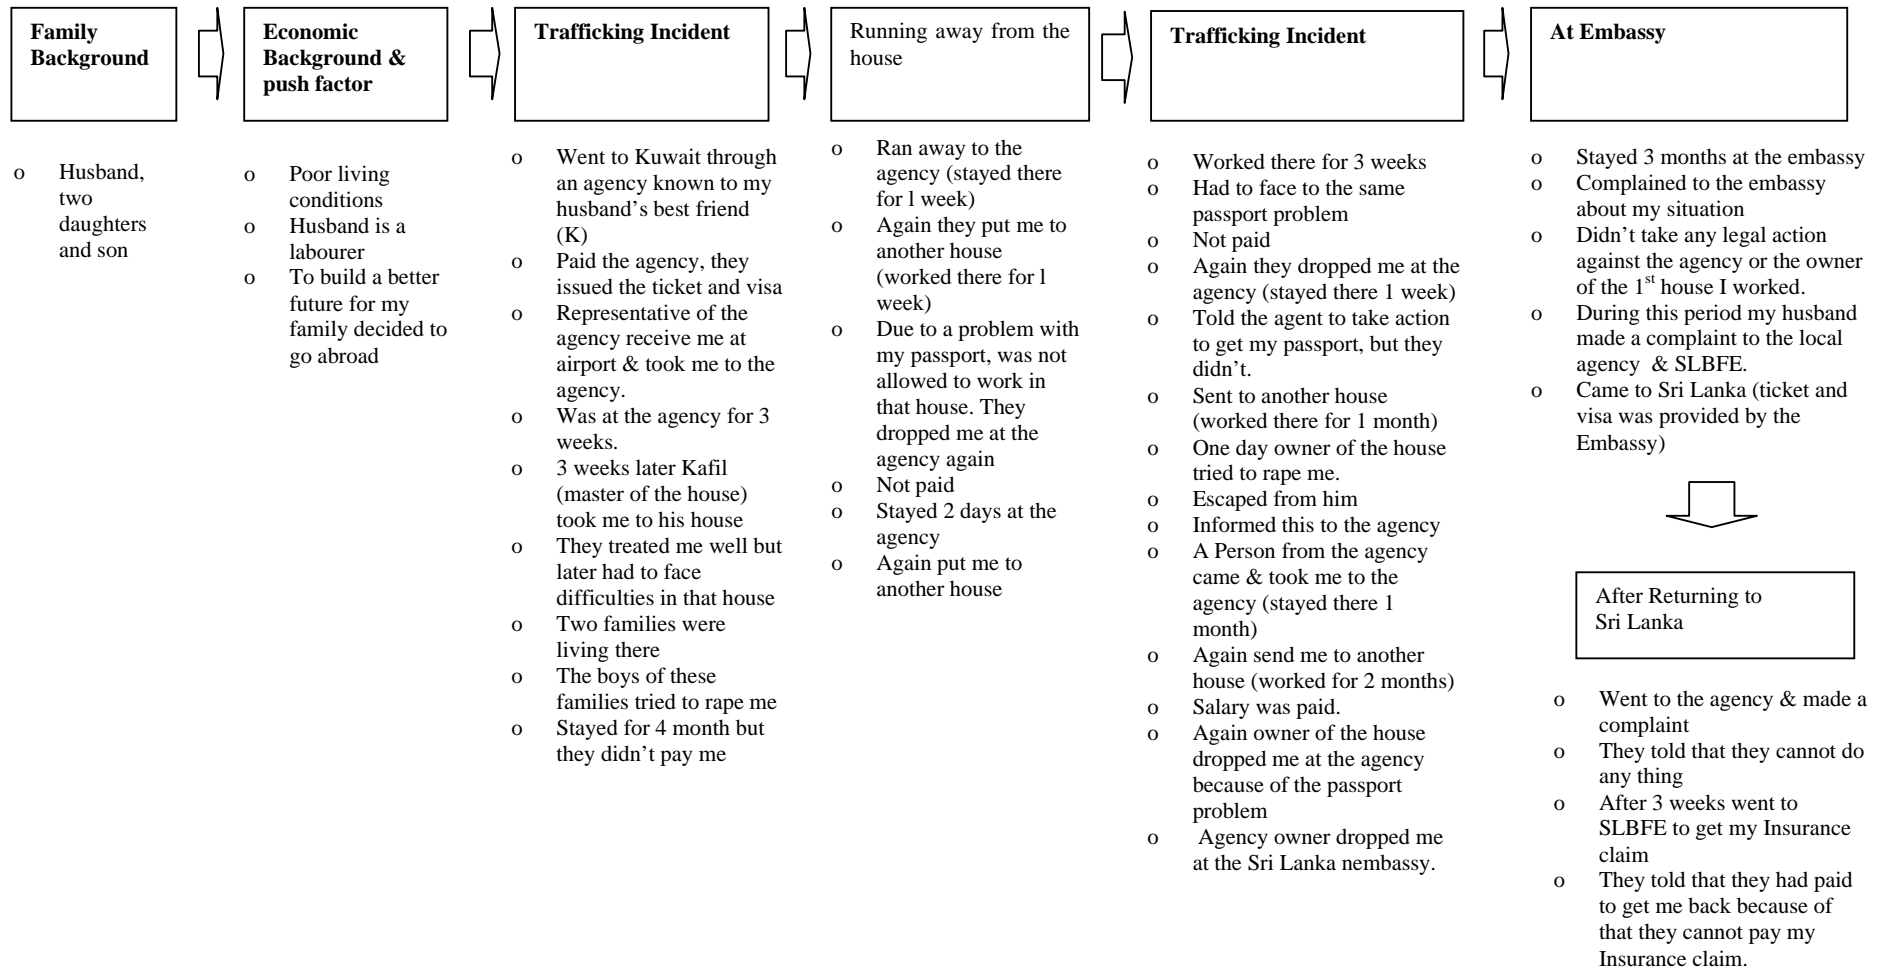 Family
Background
o Husband,
two
daughters
and son
Economic
Background &
push factor
o Poor living
conditions
o Husband is a
labourer
o To build a better
future for my
family decided to
go abroad
Trafficking Incident
o Went to Kuwait through
an agency known to my
husband’s best friend
(K)
o Paid the agency, they
issued the ticket and visa
o Representative of the
agency receive me at
airport & took me to the
agency.
o Was at the agency for 3
weeks.
o 3 weeks later Kafil
(master of the house)
took me to his house
o They treated me well but
later had to face
difficulties in that house
o Two families were
living there
o The boys of these
families tried to rape me
o Stayed for 4 month but
they didn’t pay me
Running away from the
house
o Ran away to the
agency (stayed there
for l week)
o Again they put me to
another house
(worked there for l
week)
o Due to a problem with
my passport, was not
allowed to work in
that house. They
dropped me at the
agency again
o Not paid
o Stayed 2 days at the
agency
o Again put me to
another house
Trafficking Incident
o Worked there for 3 weeks
o Had to face to the same
passport problem
o Not paid
o Again they dropped me at the
agency (stayed there 1 week)
o Told the agent to take action
to get my passport, but they
didn’t.
o Sent to another house
(worked there for 1 month)
o One day owner of the house
tried to rape me.
o Escaped from him
o Informed this to the agency
o A Person from the agency
came & took me to the
agency (stayed there 1
month)
o Again send me to another
house (worked for 2 months)
o Salary was paid.
o Again owner of the house
dropped me at the agency
because of the passport
problem
o Agency owner dropped me
at the Sri Lanka nembassy.
At Embassy
o Stayed 3 months at the embassy
o Complained to the embassy
about my situation
o Didn’t take any legal action
against the agency or the owner
of the 1st house I worked.
o During this period my husband
made a complaint to the local
agency & SLBFE.
o Came to Sri Lanka (ticket and
visa was provided by the
Embassy)
After Returning to
Sri Lanka
o Went to the agency & made a
complaint
o They told that they cannot do
any thing
o After 3 weeks went to
SLBFE to get my Insurance
claim
o They told that they had paid
to get me back because of
that they cannot pay my
Insurance claim.